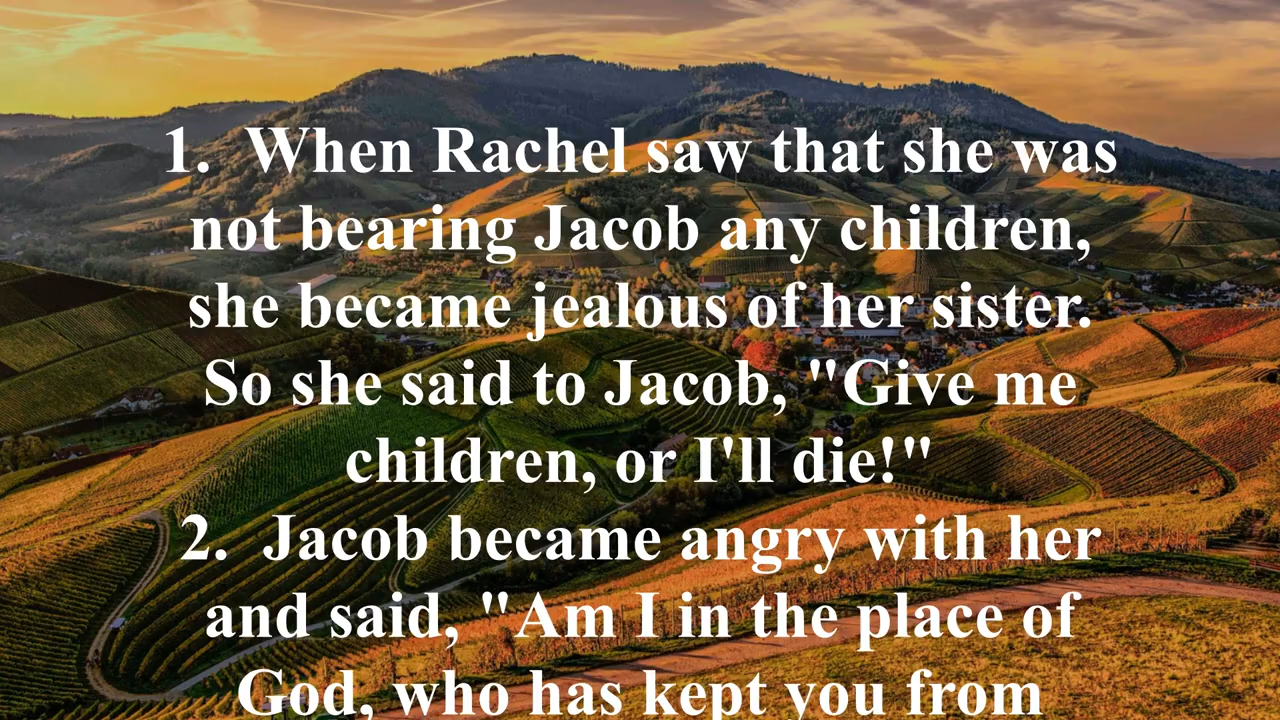 1.  When Rachel saw that she was
not bearing Jacob any children,
she became jealous of her sister.
So she said to Jacob, "Give me
children, or I'll die!"
2.  Jacob became angry with her
and said, "Am I in the place of
God, who has kept you from